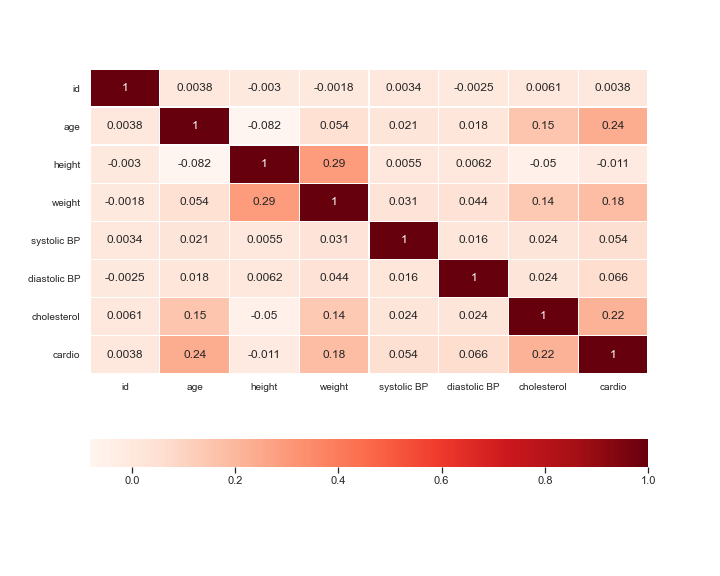 id 1 0.0038 -0.003 -0.0018 0.0034 -0.0025 0.0061 0.0038
age 0.0038 1 -0.082 0.054 0.021 0.018 0.15 0.24
height -0.003 -0.082 1 0.29 0.0055 0.0062 -0.05 -0.011
weight -0.0018 0.054 0.29 1 0.031 0.044 0.14 0.18
systolic BP 0.0034 0.021 0.0055 0.031 1 0.016 0.024 0.054
diastolic BP -0.0025 0.018 0.0062 0.044 0.016 1 0.024 0.066
cholesterol 0.0061 0.15 -0.05 0.14 0.024 0.024 1 0.22
cardio 0.0038 0.24 -0.011 0.18 0.054 0.066 0.22 1
id age height weight systolic BP diastolic BP cholesterol cardio
0.0 0.2 0.4 0.6 0.8 1.0